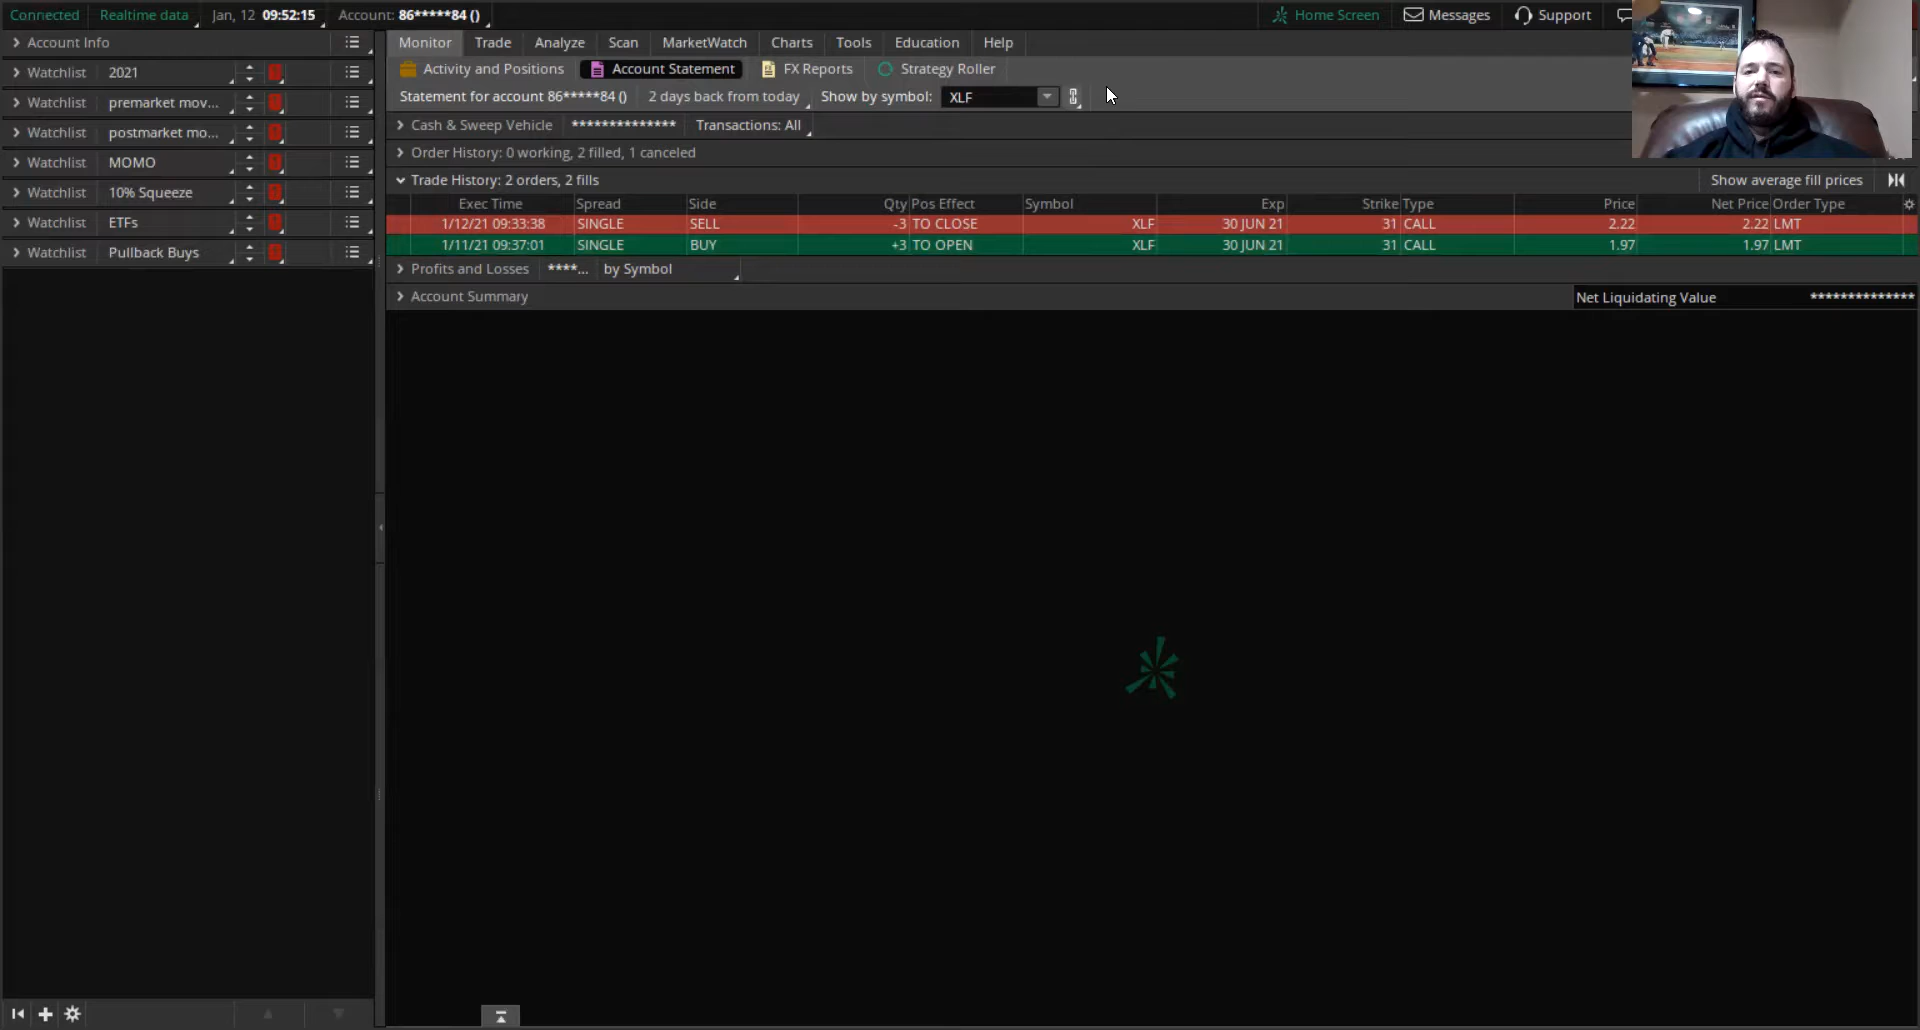 Connected Realtime data Jan, 12 09:52:15 Account: 86*****84 () Home Screen Messages Support
Account Info
Watchlist 2021
Watchlist premarket mov...
Watchlist postmarket mo...
Watchlist MOMO
Watchlist 10% Squeeze
Watchlist ETFs
Watchlist Pullback Buys
Monitor Trade Analyze Scan MarketWatch Charts Tools Education Help
Activity and Positions Account Statement FX Reports Strategy Roller
Statement for account 86*****84 () 2 days back from today Show by symbol: XLF
Cash & Sweep Vehicle ************** Transactions: All
Order History: 0 working, 2 filled, 1 canceled
Trade History: 2 orders, 2 fills Show average fill prices
Exec Time Spread Side Qty Pos Effect Symbol Exp Strike Type Price Net Price Order Type
1/12/21 09:33:38 SINGLE SELL -3 TO CLOSE XLF 30 JUN 21 31 CALL 2.22 2.22 LMT
1/11/21 09:37:01 SINGLE BUY +3 TO OPEN XLF 30 JUN 21 31 CALL 1.97 1.97 LMT
Profits and Losses ****... by Symbol
Account Summary Net Liquidating Value **************